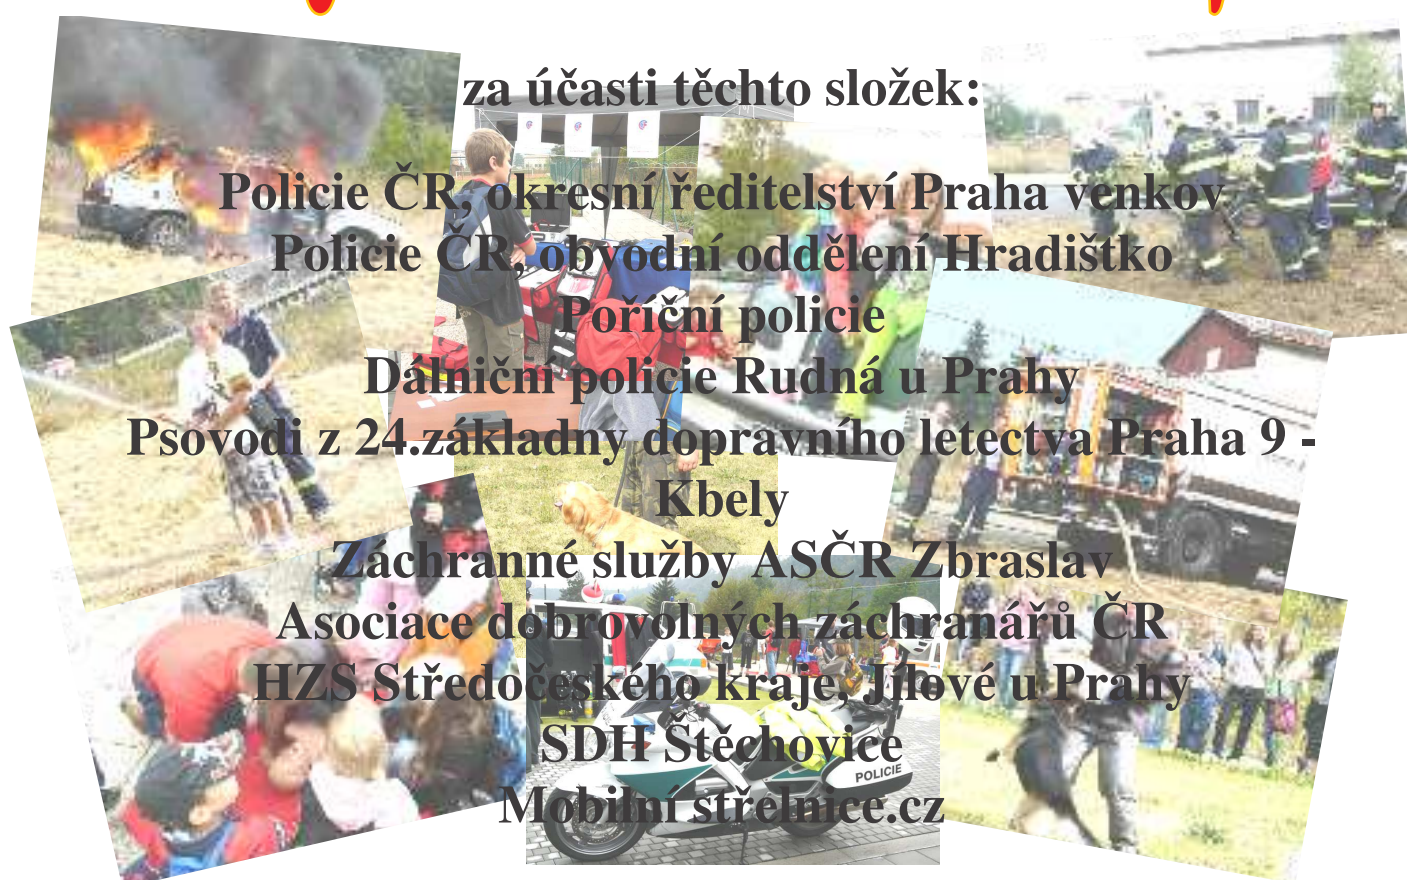 za účasti těchto složek:
Policie ČR, okresní ředitelství Praha venkov
Policie ČR, obvodní oddělení Hradištko
Poříční policie
Dálniční policie Rudná u Prahy
Psovodi z 24.základny dopravního letectva Praha 9 -
Kbely
Záchranné služby ASČR Zbraslav
Asociace dobrovolných záchranářů ČR
HZS Středočeského kraje, Jílové u Prahy
SDH Štěchovice
POLICIE
Mobilní střelnice.cz